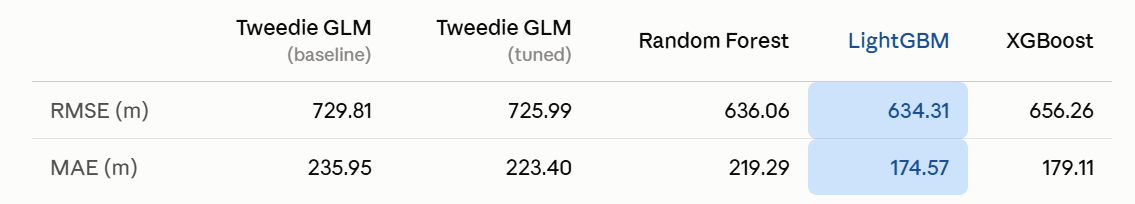 Tweedie GLM Tweedie GLM Random Forest LightGBM XGBoost
(baseline) (tuned)
RMSE (m) 729.81 725.99 636.06 634.31 656.26
MAE (m) 235.95 223.40 219.29 174.57 179.11